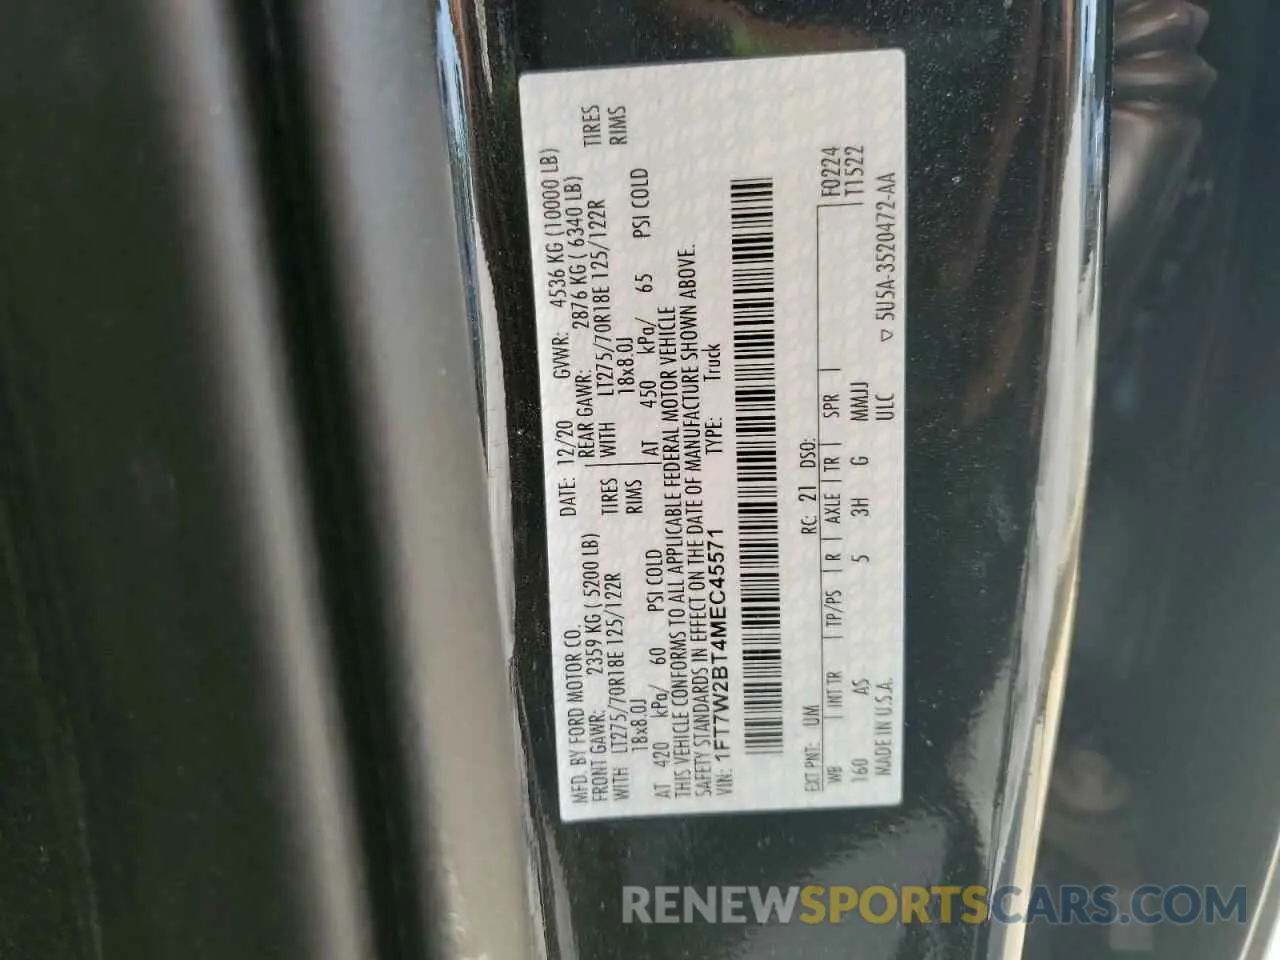 MFD. BY FORD MOTOR CO.
DATE: 12/20 GVWR: 4536 KG (10000 LB)
FRONT GAWR: 2359 KG ( 5200 LB) REAR GAWR: 2876 KG ( 6340 LB)
WITH LT275/70R18E 125/122R TIRES WITH LT275/70R18E 125/122R TIRES
18x8.0J RIMS 18x8.0J RIMS
AT 420 kPa/ 60 PSI COLD AT 450 kPa/ 65 PSI COLD
THIS VEHICLE CONFORMS TO ALL APPLICABLE FEDERAL MOTOR VEHICLE
SAFETY STANDARDS IN EFFECT ON THE DATE OF MANUFACTURE SHOWN ABOVE.
VIN: 1FT7W2BT4MEC45571 TYPE: Truck
EXT PNT: UM RC: 21 DSO: F0224
WB INT TR TP/PS R AXLE TR SPR T1522
160 AS 5 3H G MMJJ
MADE IN U.S.A. ULC ▽ 5U5A-3520472-AA
RENEWSPORTSCARS.COM